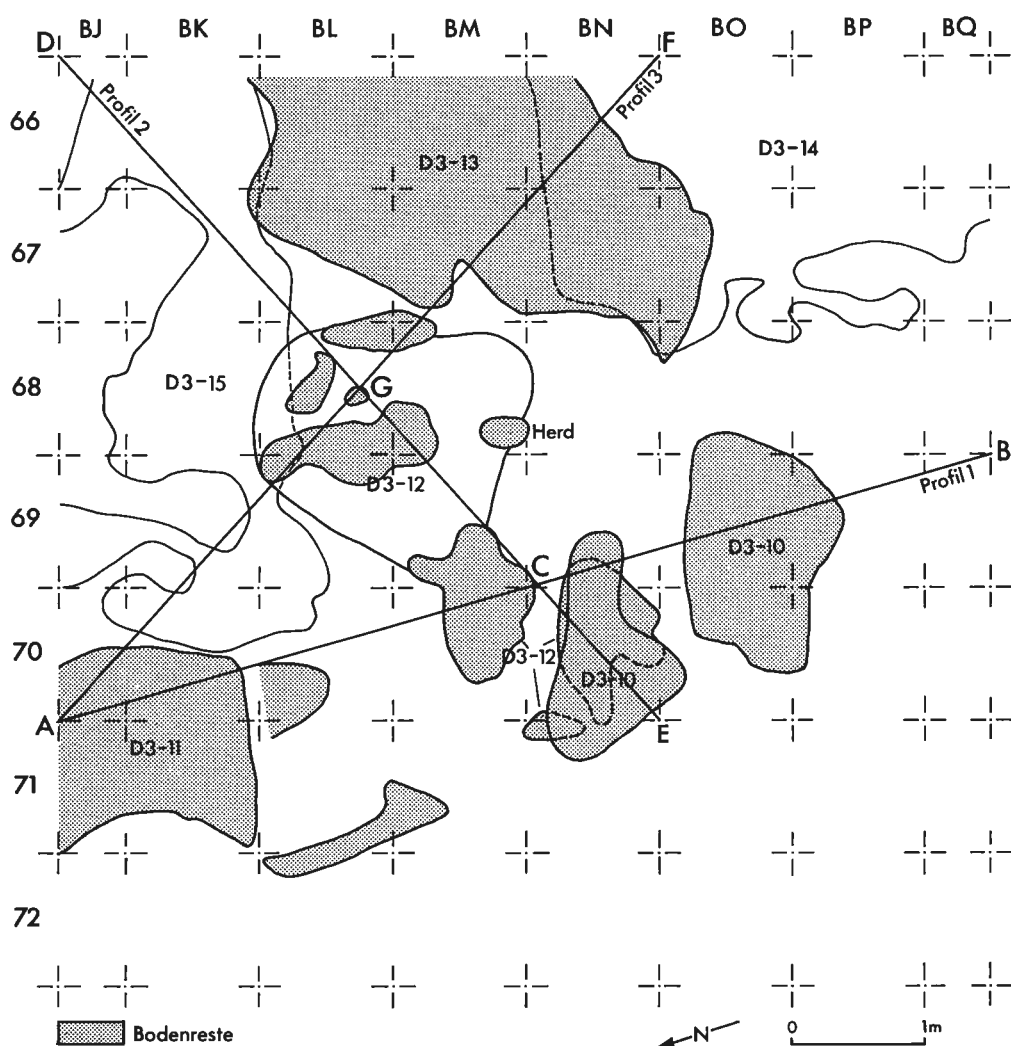 BJ BK BL BM BN BO BP BQ
D F
Profil 2
Profil 3
66
D3-13
D3-14
67
68
D3-15
G
Herd
B
D3-12
Profil 1
69
D3-10
C
70
D3-12
D3-10
A
E
D3-11
71
72
Bodenreste
N
0 1m